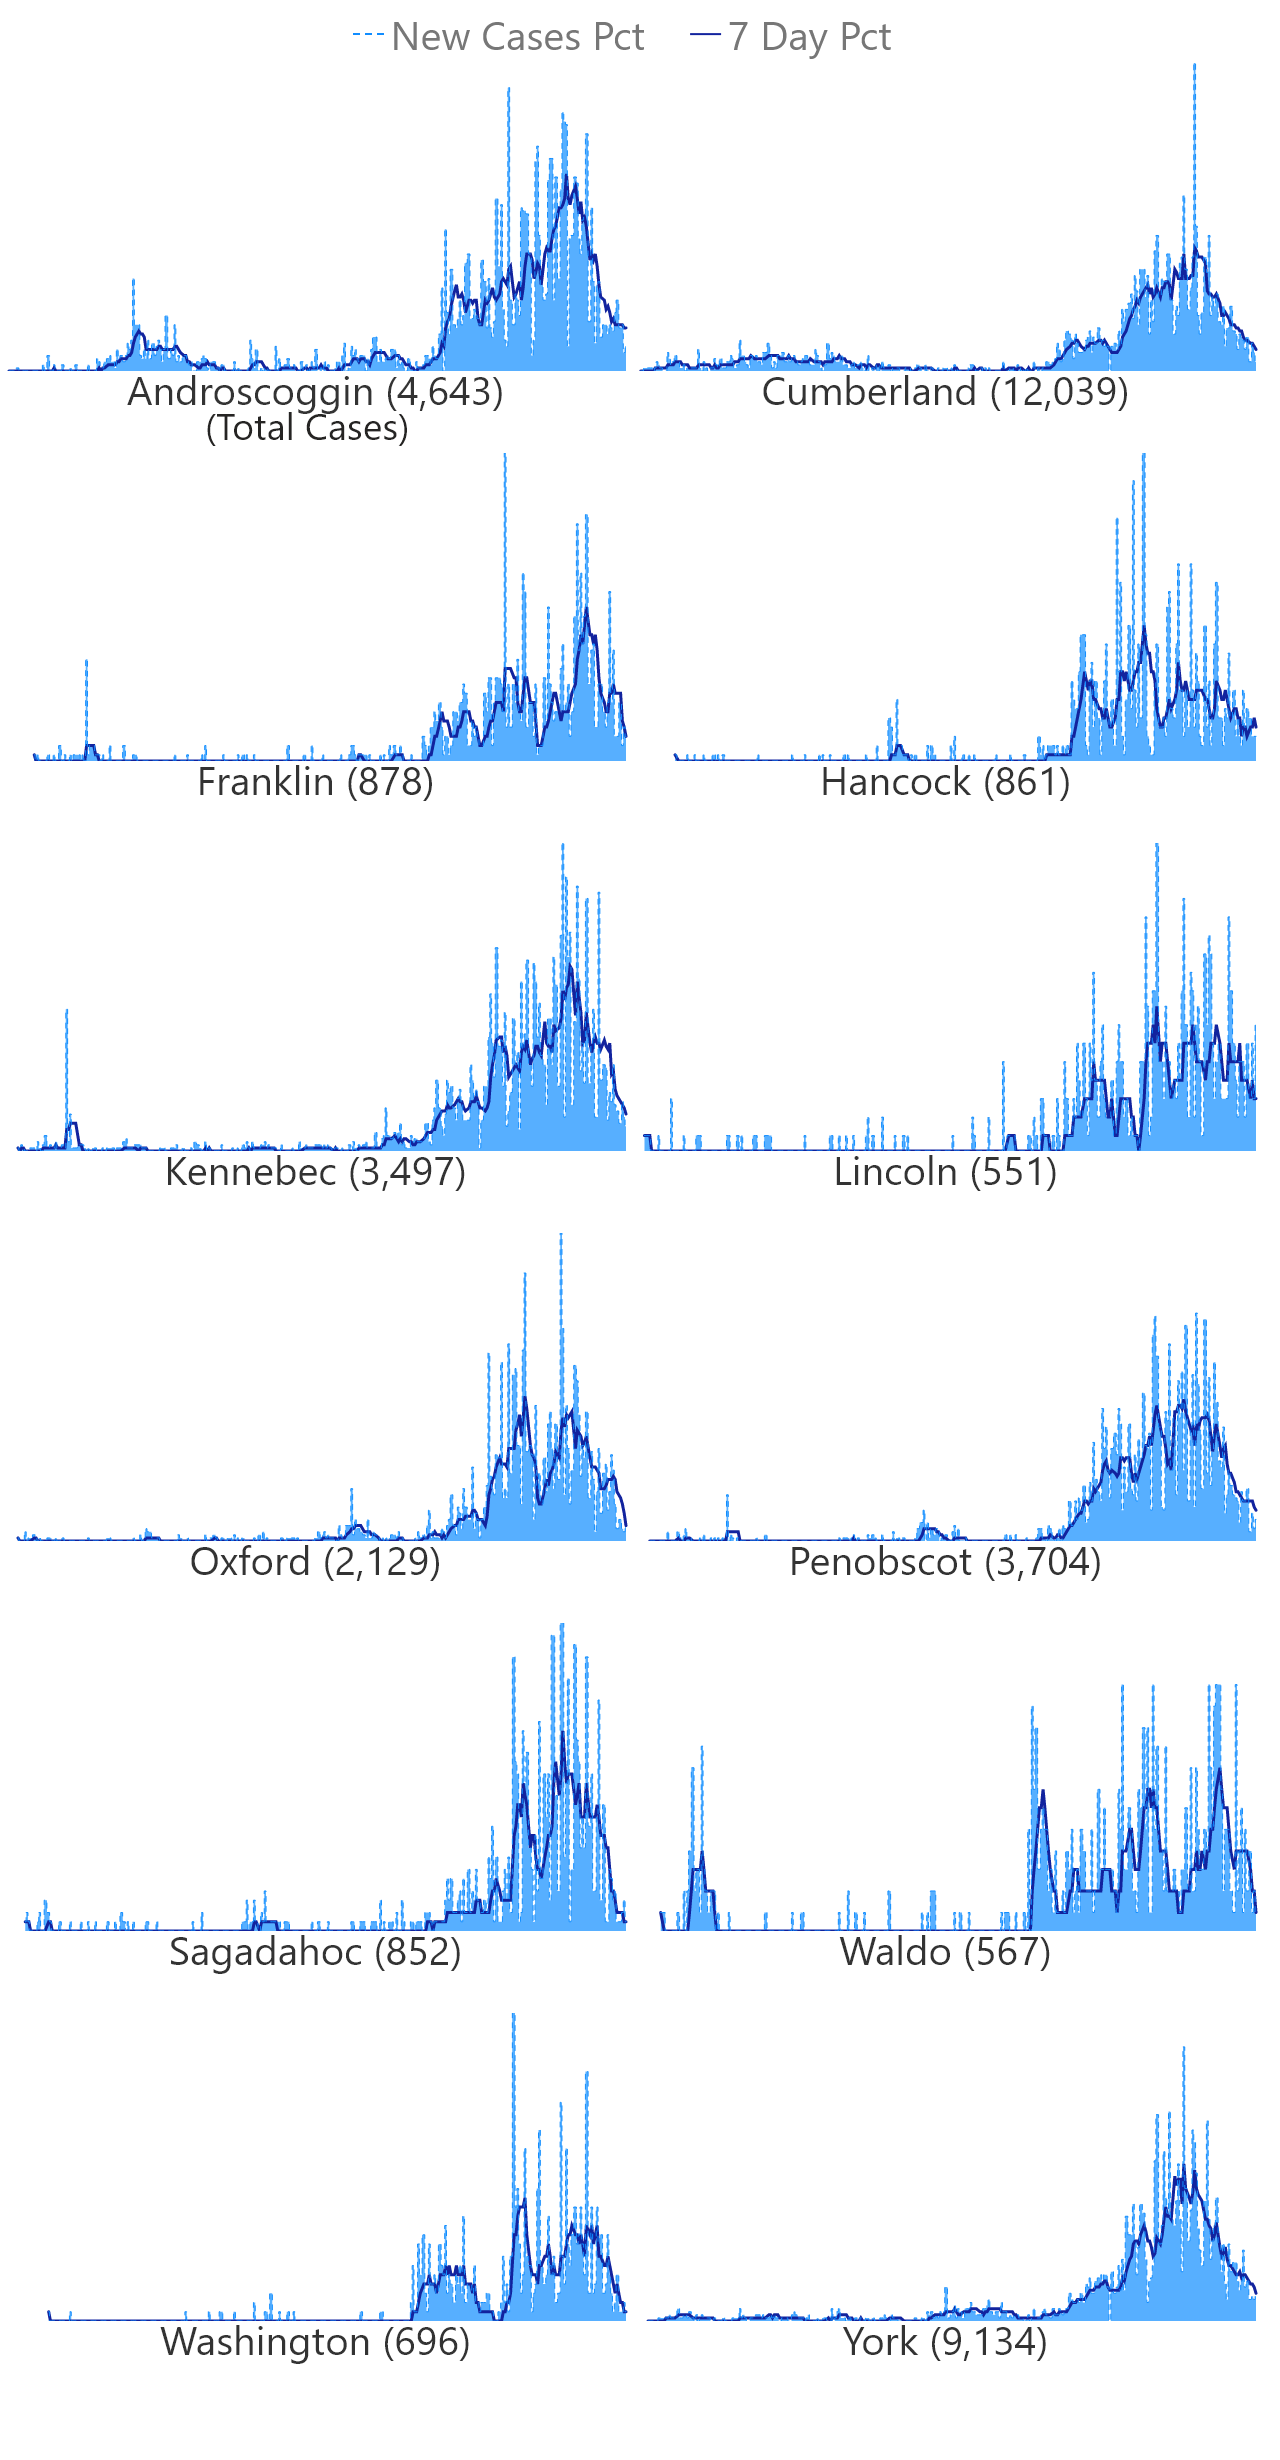 New Cases Pct 7 Day Pct
Androscoggin (4,643) Cumberland (12,039)
(Total Cases)
Franklin (878) Hancock (861)
Kennebec (3,497) Lincoln (551)
Oxford (2,129) Penobscot (3,704)
Sagadahoc (852) Waldo (567)
Washington (696) York (9,134)